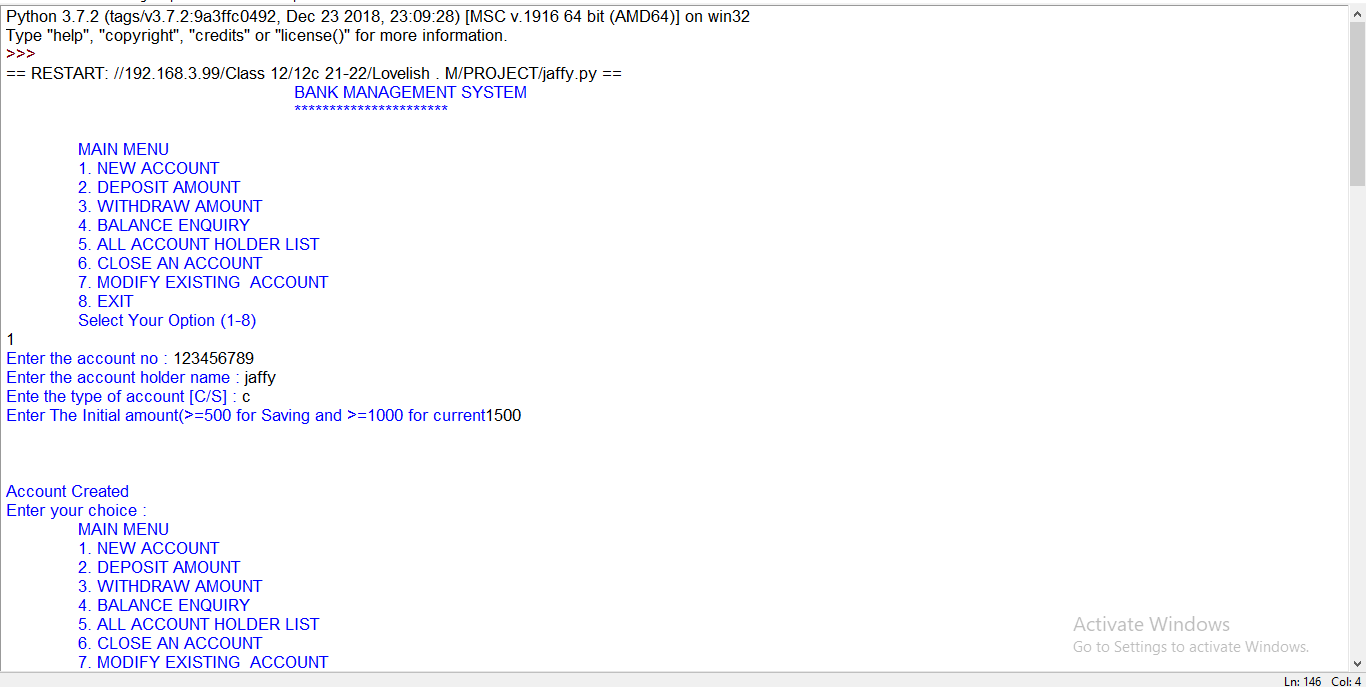 Python 3.7.2 (tags/v3.7.2:9a3ffc0492, Dec 23 2018, 23:09:28) [MSC v.1916 64 bit (AMD64)] on win32
Type "help", "copyright", "credits" or "license()" for more information.
>>>
== RESTART: //192.168.3.99/Class 12/12c 21-22/Lovelish . M/PROJECT/jaffy.py ==
BANK MANAGEMENT SYSTEM
**********************
MAIN MENU
1. NEW ACCOUNT
2. DEPOSIT AMOUNT
3. WITHDRAW AMOUNT
4. BALANCE ENQUIRY
5. ALL ACCOUNT HOLDER LIST
6. CLOSE AN ACCOUNT
7. MODIFY EXISTING  ACCOUNT
8. EXIT
Select Your Option (1-8)
1
Enter the account no : 123456789
Enter the account holder name : jaffy
Ente the type of account [C/S] : c
Enter The Initial amount(>=500 for Saving and >=1000 for current1500
Account Created
Enter your choice :
MAIN MENU
1. NEW ACCOUNT
2. DEPOSIT AMOUNT
3. WITHDRAW AMOUNT
4. BALANCE ENQUIRY
5. ALL ACCOUNT HOLDER LIST
6. CLOSE AN ACCOUNT
7. MODIFY EXISTING  ACCOUNT
Activate Windows
Go to Settings to activate Windows.
Ln: 146 Col: 4